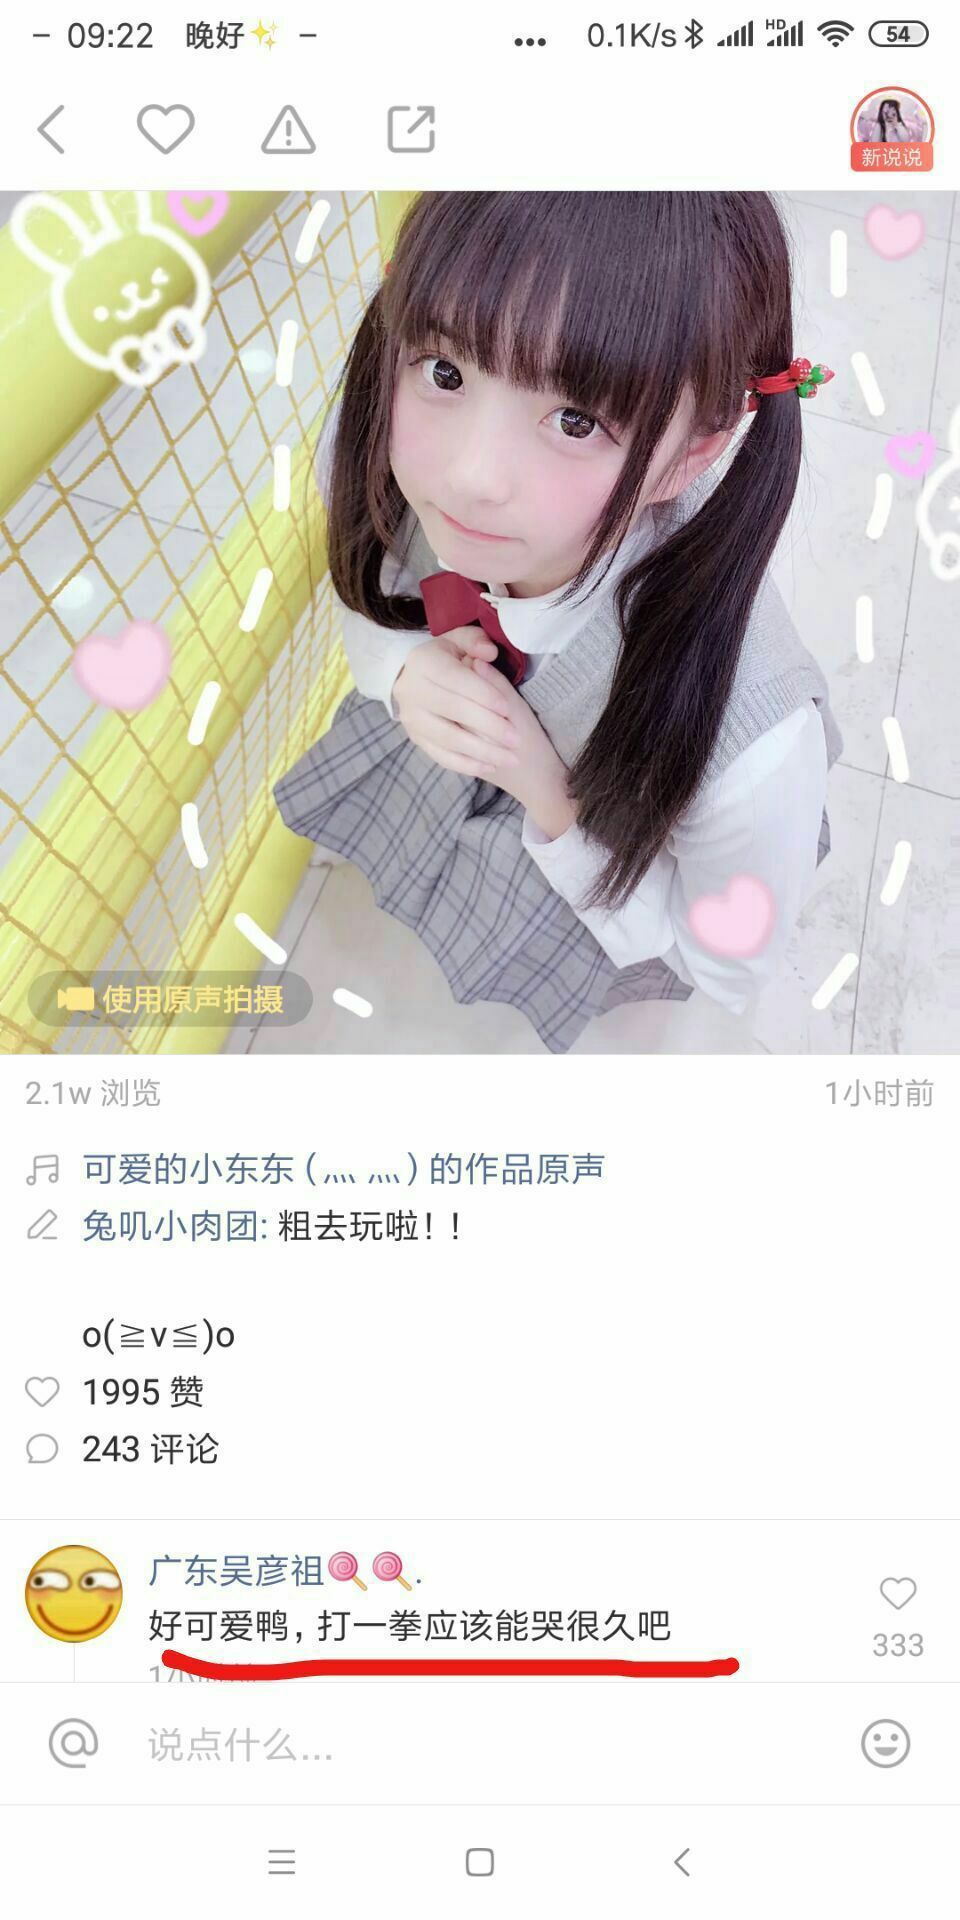 – 09:22 晚好✨ –
... 0.1K/s HD 54
新说说
使用原声拍摄
2.1w 浏览
1小时前
可爱的小东东（灬 灬）的作品原声
兔叽小肉团: 粗去玩啦！！
o(≧v≦)o
1995 赞
243 评论
广东吴彦祖🍭🍭.
好可爱鸭，打一拳应该能哭很久吧
333
@ 说点什么...